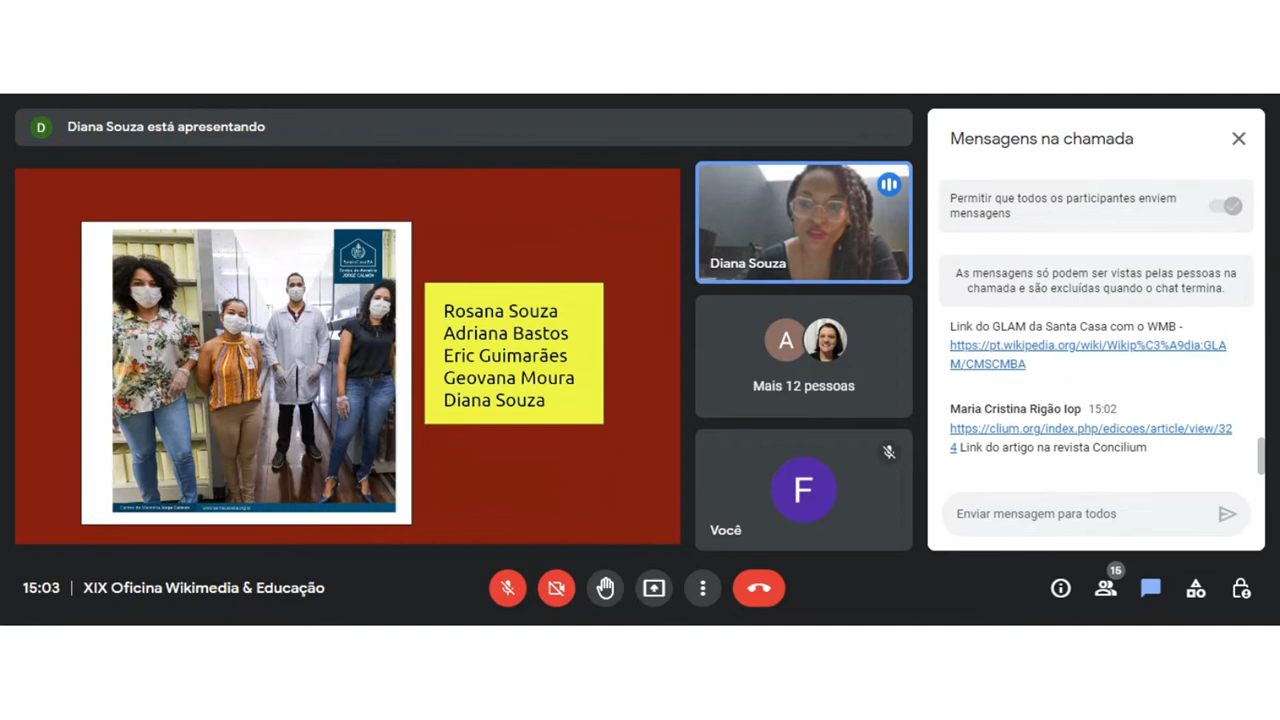 D
Diana Souza está apresentando
JORGE CALMON
Rosana Souza
Adriana Bastos
Eric Guimarães
Geovana Moura
Diana Souza
Diana Souza
A
Mais 12 pessoas
F
Você
Mensagens na chamada
Permitir que todos os participantes enviem
mensagens
As mensagens só podem ser vistas pelas pessoas na
chamada e são excluídas quando o chat termina.
Link do GLAM da Santa Casa com o WMB -
https://pt.wikipedia.org/wiki/Wikip%C3%A9dia:GLA
M/CMSCMBA
Maria Cristina Rigão Iop 15:02
https://clium.org/index.php/edicoes/article/view/32
4 Link do artigo na revista Concilium
Enviar mensagem para todos
15:03 | XIX Oficina Wikimedia & Educação
15